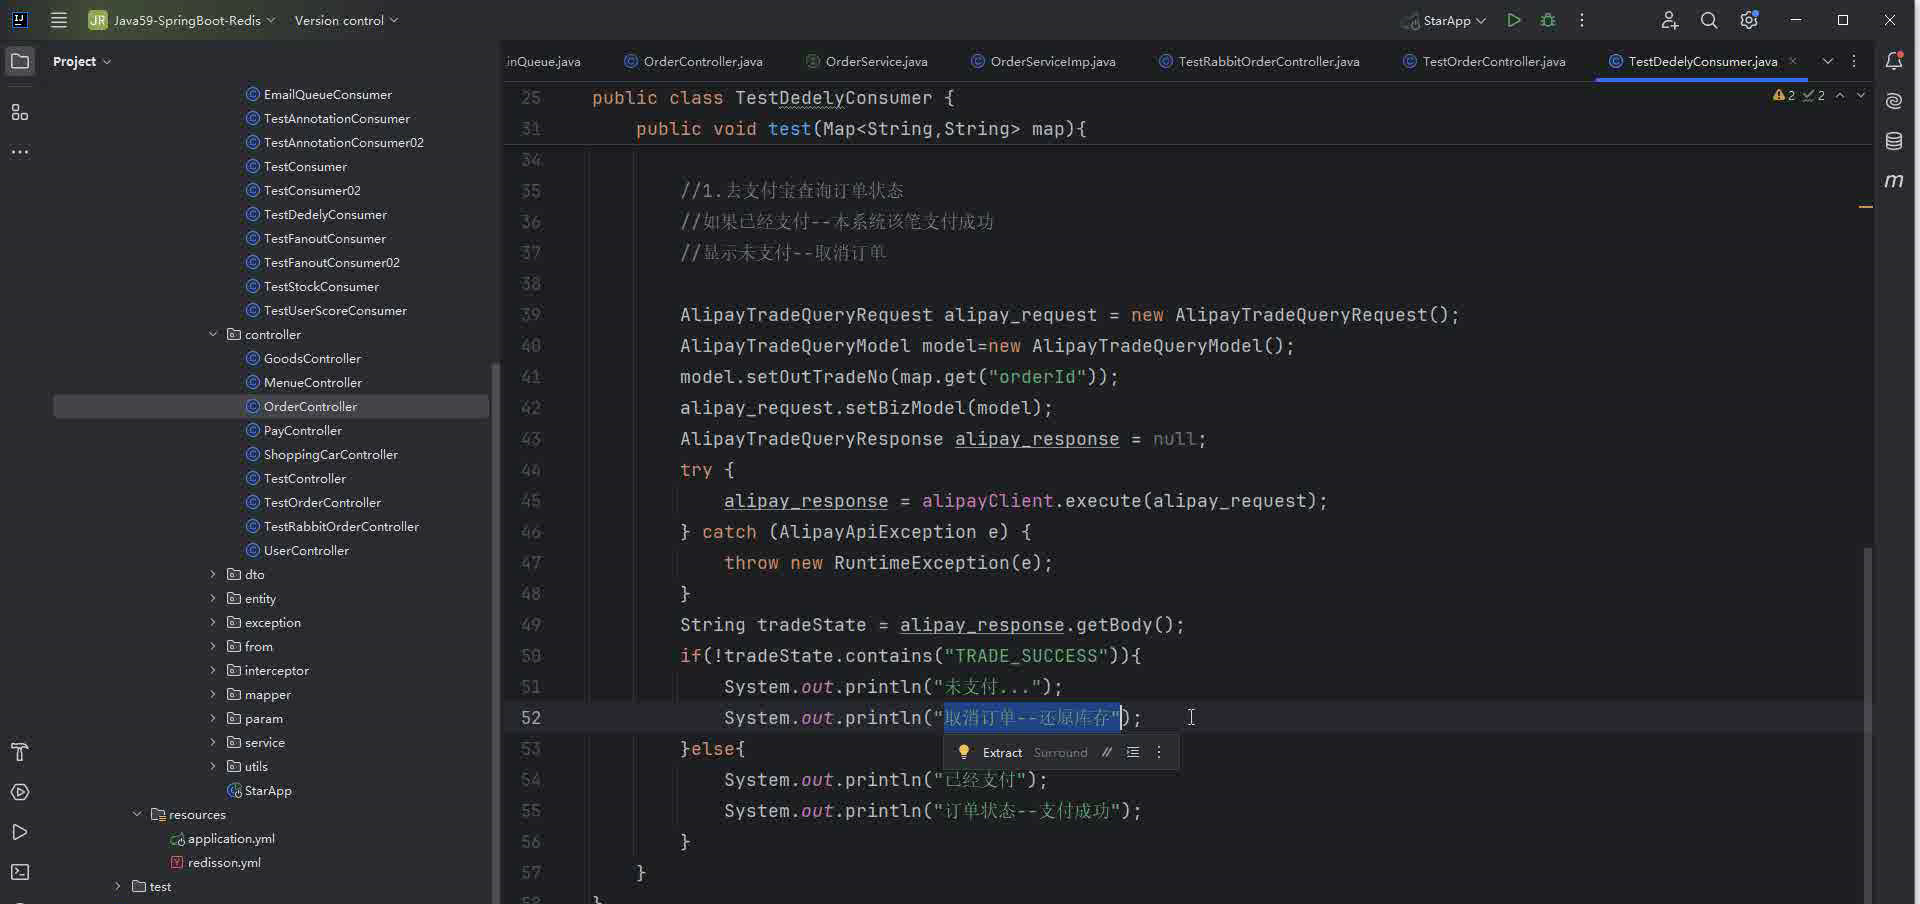 JR Java59-SpringBoot-Redis Version control StarApp
Project
inQueue.java OrderController.java OrderService.java OrderServiceImp.java TestRabbitOrderController.java TestOrderController.java TestDedelyConsumer.java
EmailQueueConsumer
TestAnnotationConsumer
TestAnnotationConsumer02
TestConsumer
TestConsumer02
TestDedelyConsumer
TestFanoutConsumer
TestFanoutConsumer02
TestStockConsumer
TestUserScoreConsumer
controller
GoodsController
MenueController
OrderController
PayController
ShoppingCarController
TestController
TestOrderController
TestRabbitOrderController
UserController
dto
entity
exception
from
interceptor
mapper
param
service
utils
StarApp
resources
application.yml
redisson.yml
test
2 2
25 public class TestDedelyConsumer {
31 public void test(Map<String,String> map){
34
35 //1.去支付宝查询订单状态
36 //如果已经支付--本系统该笔支付成功
37 //显示未支付--取消订单
38
39 AlipayTradeQueryRequest alipay_request = new AlipayTradeQueryRequest();
40 AlipayTradeQueryModel model=new AlipayTradeQueryModel();
41 model.setOutTradeNo(map.get("orderId"));
42 alipay_request.setBizModel(model);
43 AlipayTradeQueryResponse alipay_response = null;
44 try {
45 alipay_response = alipayClient.execute(alipay_request);
46 } catch (AlipayApiException e) {
47 throw new RuntimeException(e);
48 }
49 String tradeState = alipay_response.getBody();
50 if(!tradeState.contains("TRADE_SUCCESS")){
51 System.out.println("未支付...");
52 System.out.println("取消订单--还原库存");
53 }else{
Extract Surround //
54 System.out.println("已经支付");
55 System.out.println("订单状态--支付成功");
56 }
57 }
58 }